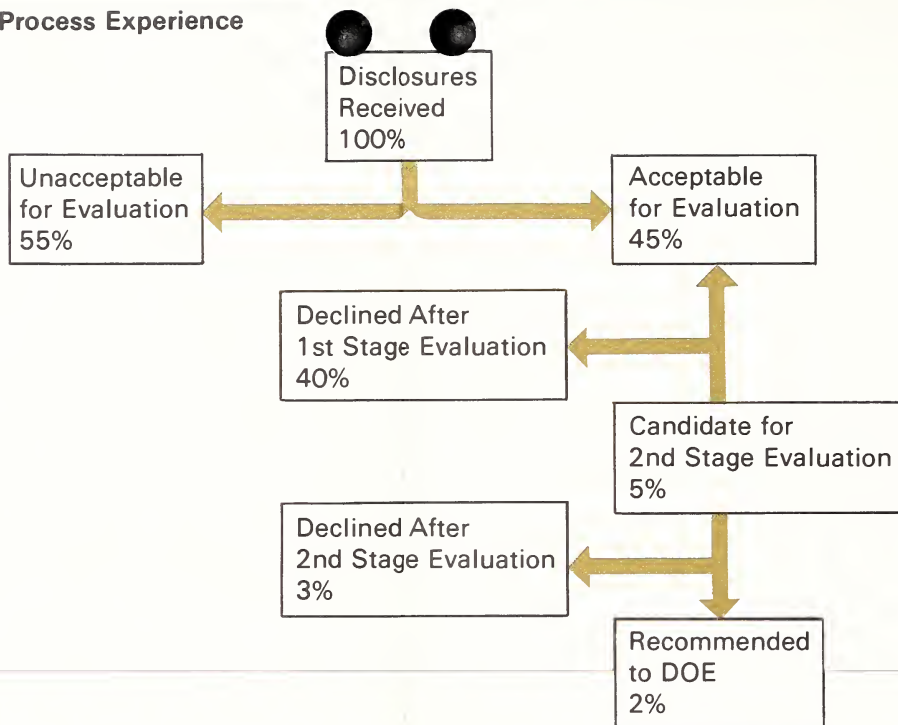 Process Experience
Disclosures
Received
100%
Unacceptable
for Evaluation
55%
Acceptable
for Evaluation
45%
Declined After
1st Stage Evaluation
40%
Candidate for
2nd Stage Evaluation
5%
Declined After
2nd Stage Evaluation
3%
Recommended
to DOE
2%